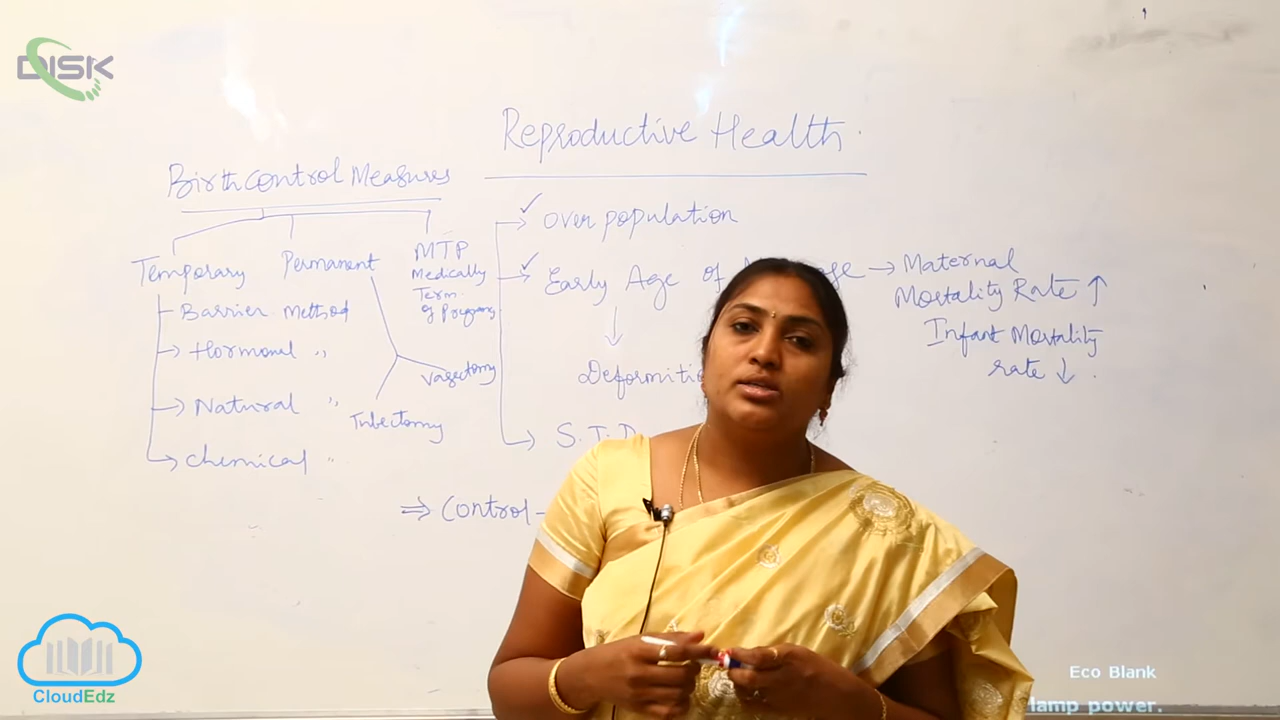 DISK
Reproductive Health.
Birth control Measures
over population
Temporary
Permanent
MTP
Medically
Term.
of Pregnancy
Early Age of
→ Maternal
Mortality Rate ↑
Infant Mortality
rate ↓.
Barrier Method
Hormonal "
Natural "
Chemical "
Vasectomy
Tubectomy
Deformitie
S.T.D
⇒ Control -
CloudEdz
Eco Blank
lamp power.